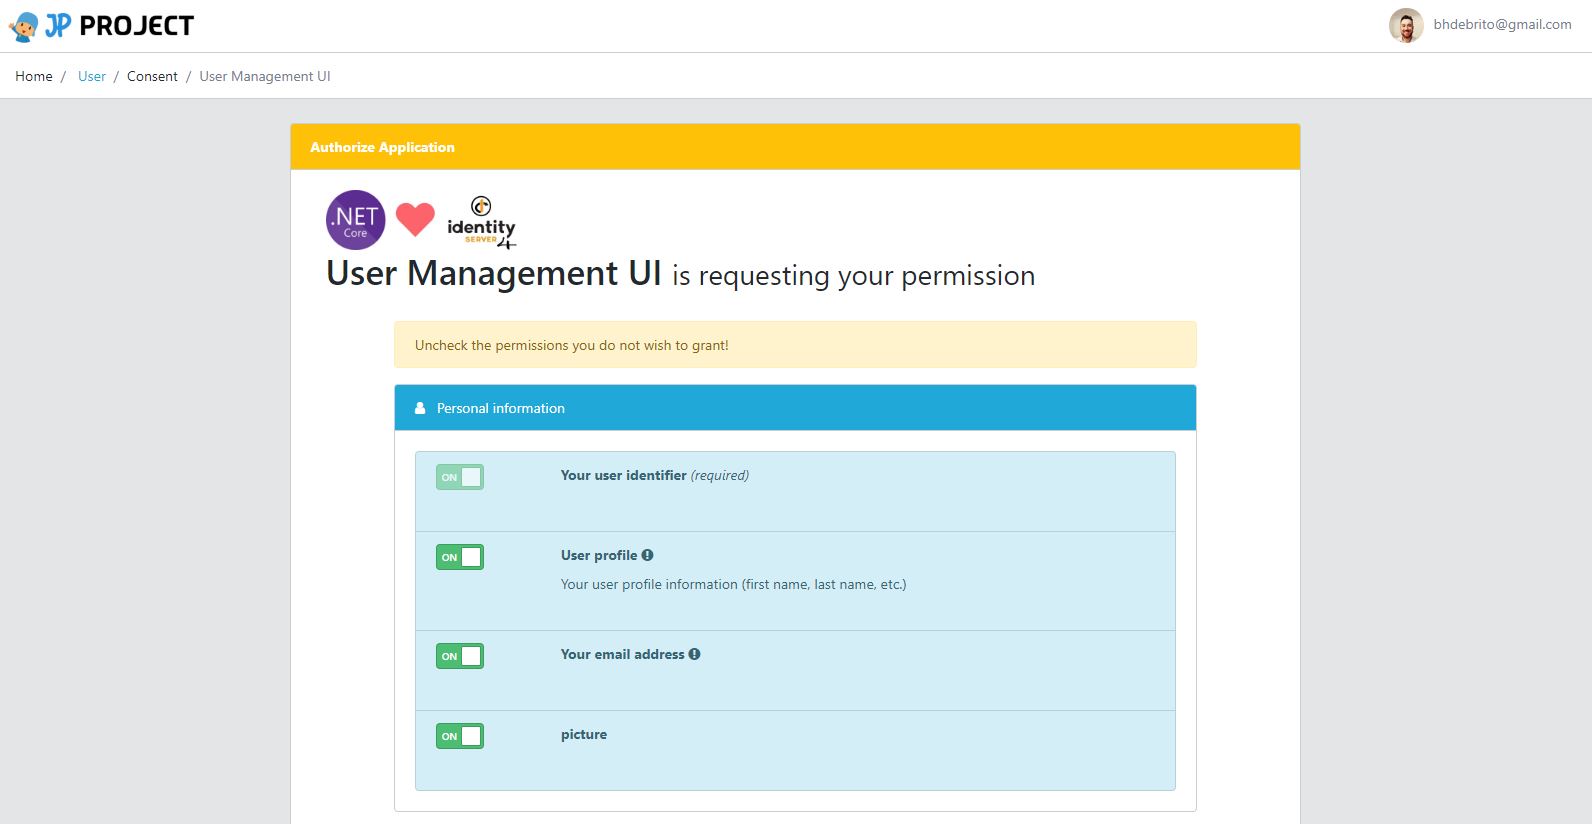 JP PROJECT
bhdebrito@gmail.com
Home / User / Consent / User Management UI
Authorize Application
.NET
Core
identity
SERVER
4
User Management UI is requesting your permission
Uncheck the permissions you do not wish to grant!
Personal information
ON Your user identifier (required)
ON User profile
Your user profile information (first name, last name, etc.)
ON Your email address
ON picture